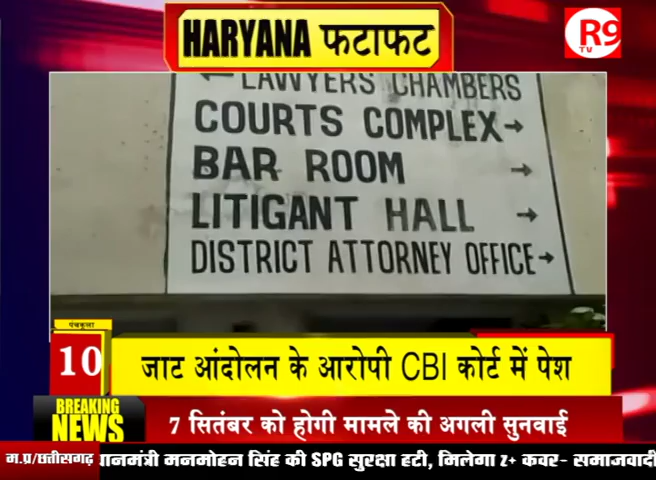 HARYANA फटाफट
R9
TV
← LAWYERS CHAMBERS
COURTS COMPLEX→
BAR ROOM →
LITIGANT HALL →
DISTRICT ATTORNEY OFFICE→
पंचकूला
10 जाट आंदोलन के आरोपी CBI कोर्ट में पेश
BREAKING NEWS 7 सितंबर को होगी मामले की अगली सुनवाई
म.प्र/छत्तीसगढ़ धानमंत्री मनमोहन सिंह की SPG सुरक्षा हटी, मिलेगा z+ कवर- समाजवादी